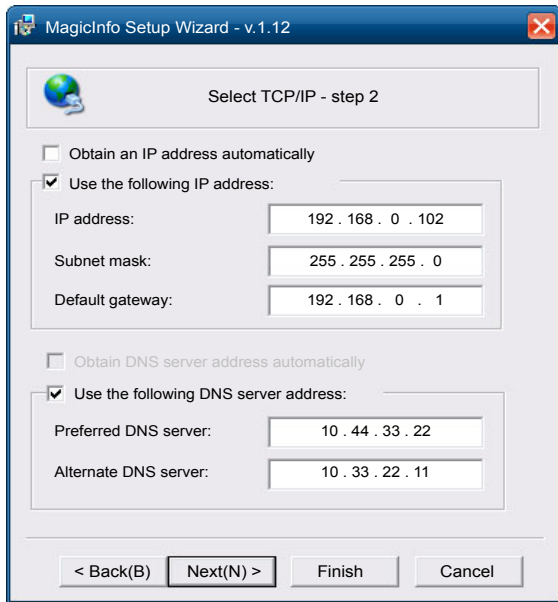 MagicInfo Setup Wizard - v.1.12
Select TCP/IP - step 2
Obtain an IP address automatically
Use the following IP address:
IP address: 192 . 168 . 0 . 102
Subnet mask: 255 . 255 . 255 . 0
Default gateway: 192 . 168 . 0 . 1
Obtain DNS server address automatically
Use the following DNS server address:
Preferred DNS server: 10 . 44 . 33 . 22
Alternate DNS server: 10 . 33 . 22 . 11
< Back(B) Next(N) > Finish Cancel